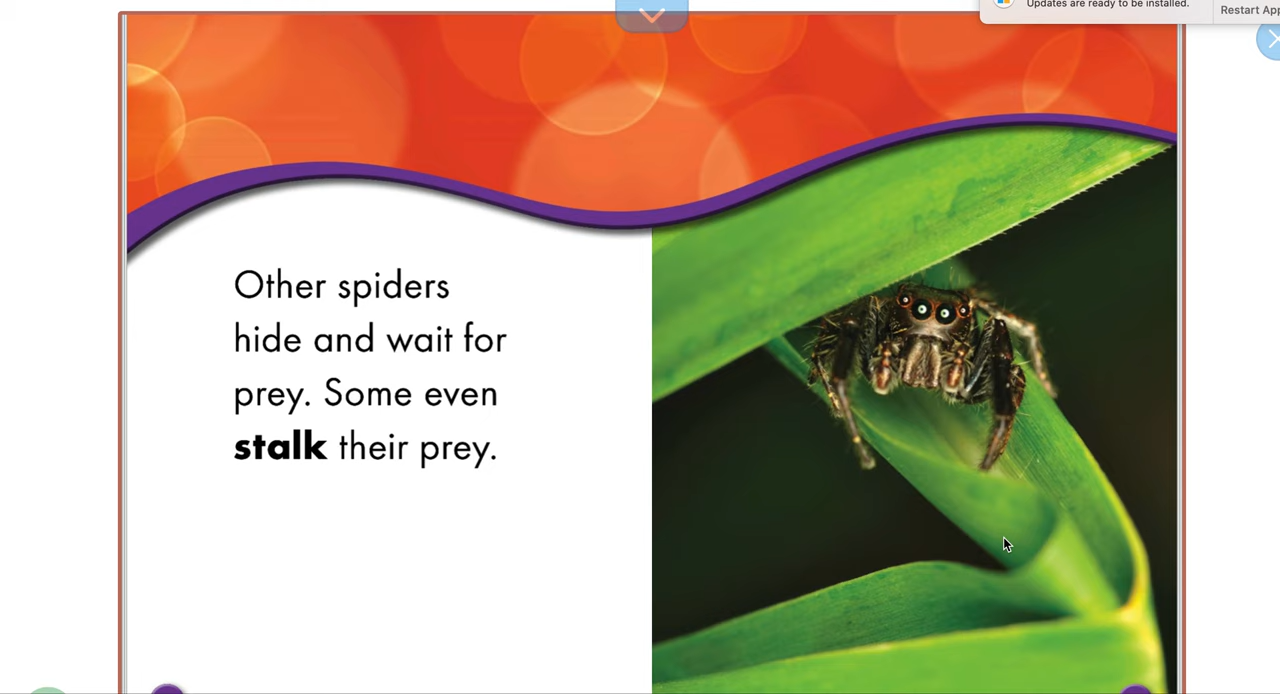 Updates are ready to be installed.
Restart App
Other spiders
hide and wait for
prey. Some even
stalk their prey.